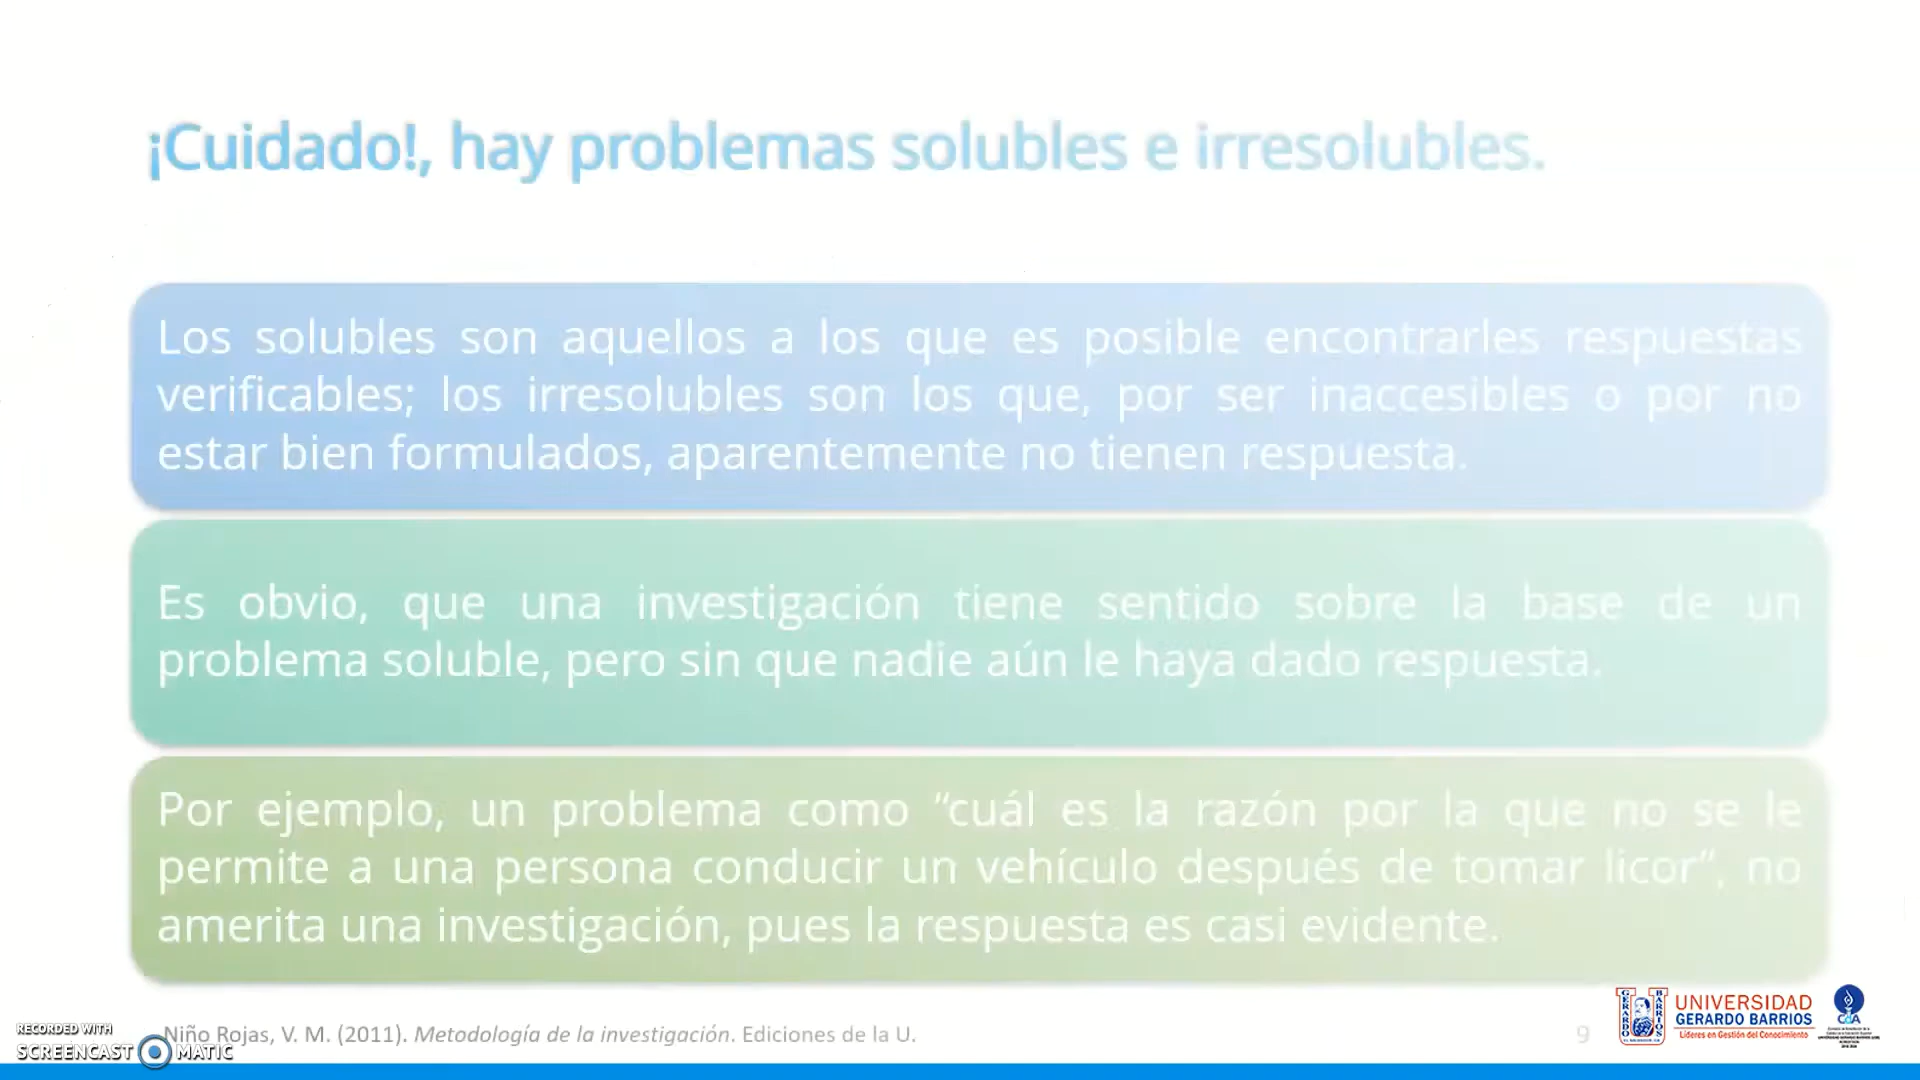 ¡Cuidado!, hay problemas solubles e irresolubles.
Los solubles son aquellos a los que es posible encontrarles respuestas
verificables; los irresolubles son los que, por ser inaccesibles o por no
estar bien formulados, aparentemente no tienen respuesta.
Es obvio, que una investigación tiene sentido sobre la base de un
problema soluble, pero sin que nadie aún le haya dado respuesta.
Por ejemplo, un problema como “cuál es la razón por la que no se le
permite a una persona conducir un vehículo después de tomar licor”, no
amerita una investigación, pues la respuesta es casi evidente.
Niño Rojas, V. M. (2011). Metodología de la investigación. Ediciones de la U.
9
GERARDO BARRIOS
UNIVERSIDAD
GERARDO BARRIOS
Líderes en Gestión del Conocimiento
CdA
RECORDED WITH
SCREENCAST MATIC